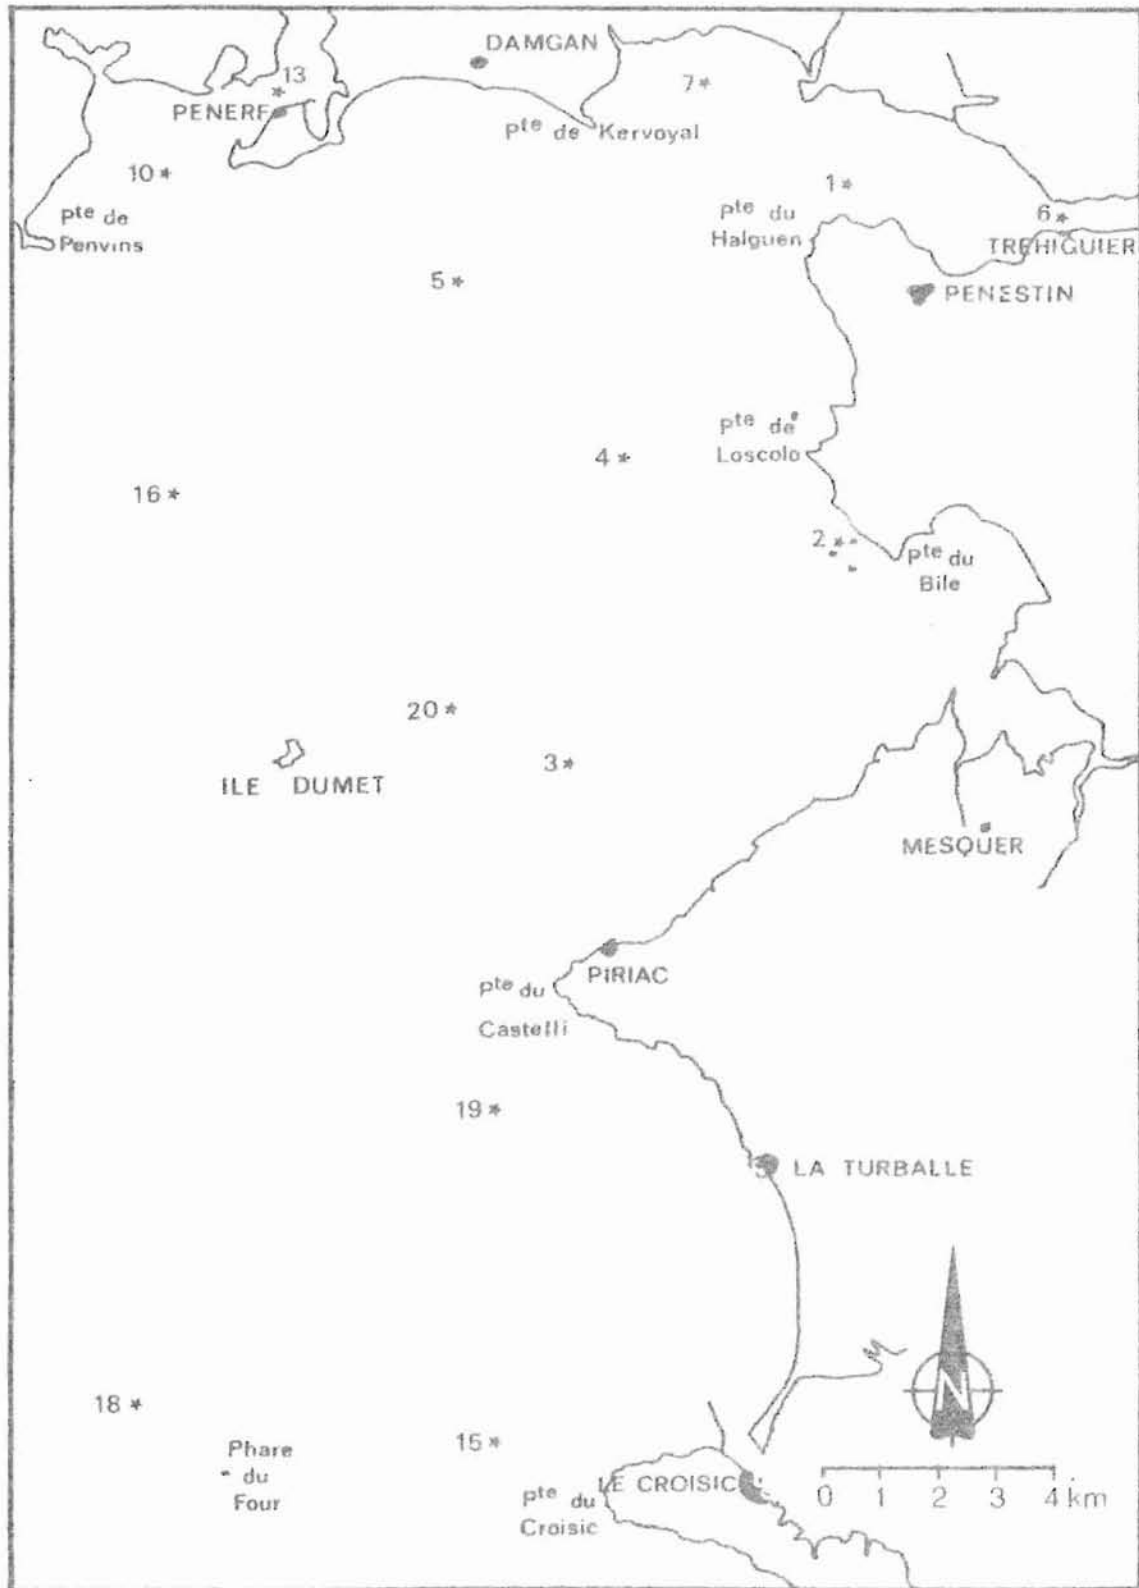 DAMGAN
13
7*
PENERF
pte de Kervoyal
10*
1*
pte du
Halguen
6*
pte de
Penvins
TREHIGUIER
5*
PENESTIN
pte de
Loscolo
4*
16*
2*
pte du
Bile
20*
3*
ILE DUMET
MESQUER
PIRIAC
pte du
Castelli
19*
LA TURBALLE
N
18*
15*
Phare
du
Four
LE CROISIC
pte du
Croisic
0 1 2 3 4 km